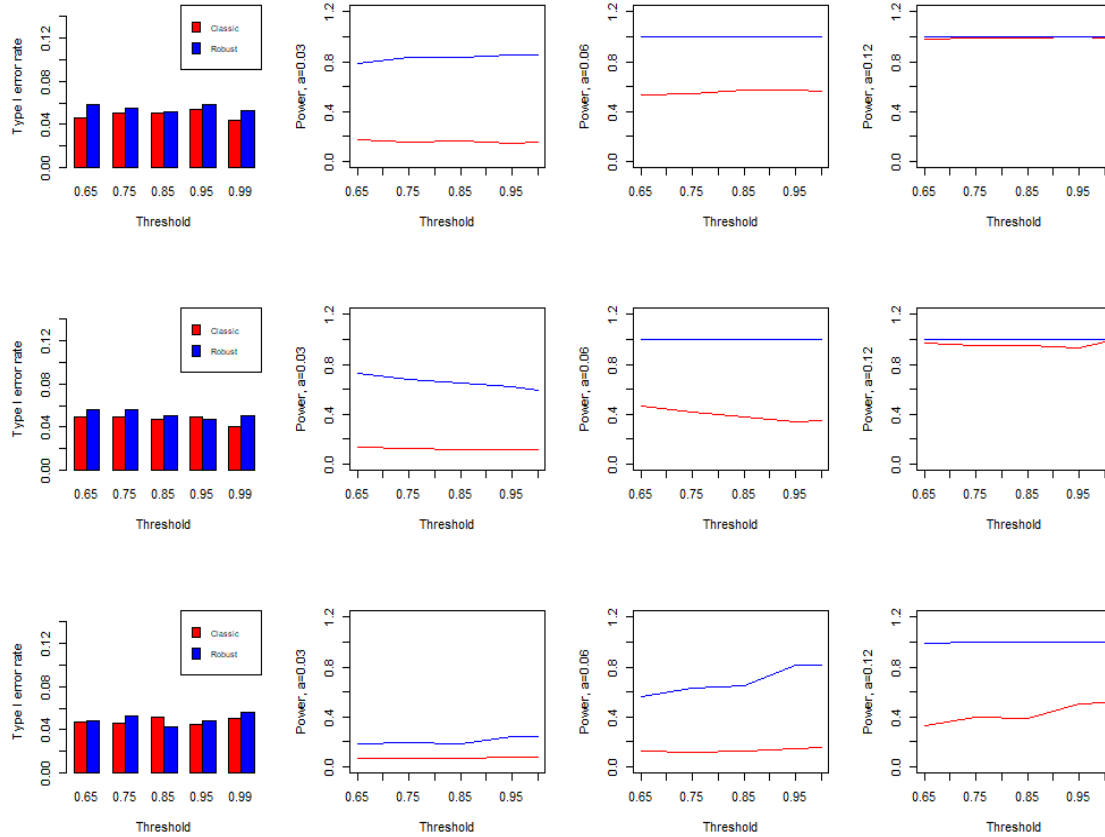 Type I error rate
0.00 0.04 0.08 0.12
Classic
Robust
0.65 0.75 0.85 0.95 0.99
Threshold
Power, a=0.03
0.0 0.4 0.8 1.2
0.65 0.75 0.85 0.95
Threshold
Power, a=0.06
0.0 0.4 0.8 1.2
0.65 0.75 0.85 0.95
Threshold
Power, a=0.12
0.0 0.4 0.8 1.2
0.65 0.75 0.85 0.95
Threshold
Type I error rate
0.00 0.04 0.08 0.12
Classic
Robust
0.65 0.75 0.85 0.95 0.99
Threshold
Power, a=0.03
0.0 0.4 0.8 1.2
0.65 0.75 0.85 0.95
Threshold
Power, a=0.06
0.0 0.4 0.8 1.2
0.65 0.75 0.85 0.95
Threshold
Power, a=0.12
0.0 0.4 0.8 1.2
0.65 0.75 0.85 0.95
Threshold
Type I error rate
0.00 0.04 0.08 0.12
Classic
Robust
0.65 0.75 0.85 0.95 0.99
Threshold
Power, a=0.03
0.0 0.4 0.8 1.2
0.65 0.75 0.85 0.95
Threshold
Power, a=0.06
0.0 0.4 0.8 1.2
0.65 0.75 0.85 0.95
Threshold
Power, a=0.12
0.0 0.4 0.8 1.2
0.65 0.75 0.85 0.95
Threshold